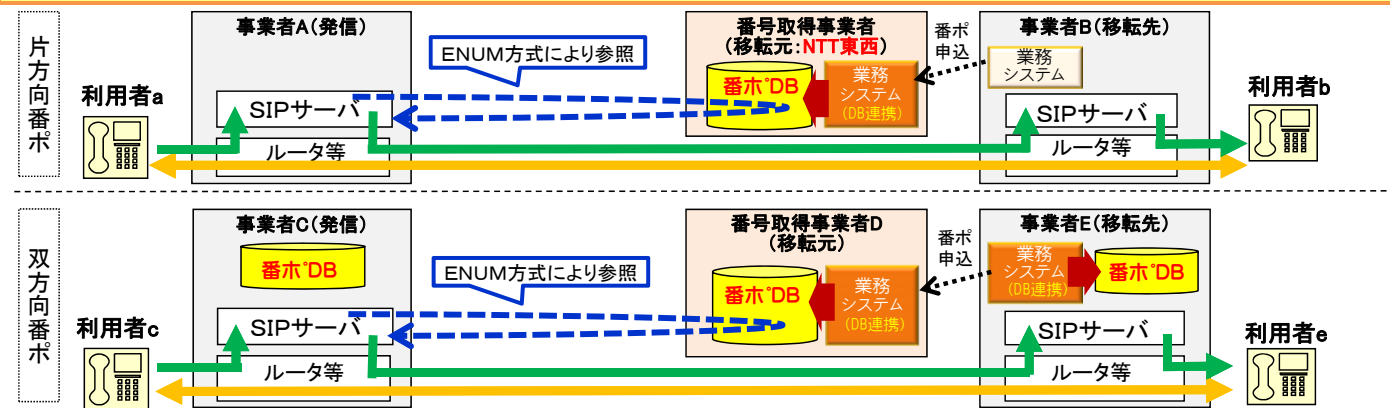 片方向番ポ
事業者A(発信)
ENUM方式により参照
番号取得事業者
(移転元:NTT東西)
番ポDB
業務
システム
(DB連携)
番ポ
申込
事業者B(移転先)
業務
システム
利用者a
SIPサーバ
ルータ等
SIPサーバ
ルータ等
利用者b
双方向番ポ
事業者C(発信)
番ポDB
ENUM方式により参照
番号取得事業者D
(移転元)
番ポDB
業務
システム
(DB連携)
番ポ
申込
事業者E(移転先)
業務
システム
(DB連携)
番ポDB
利用者c
SIPサーバ
ルータ等
SIPサーバ
ルータ等
利用者e